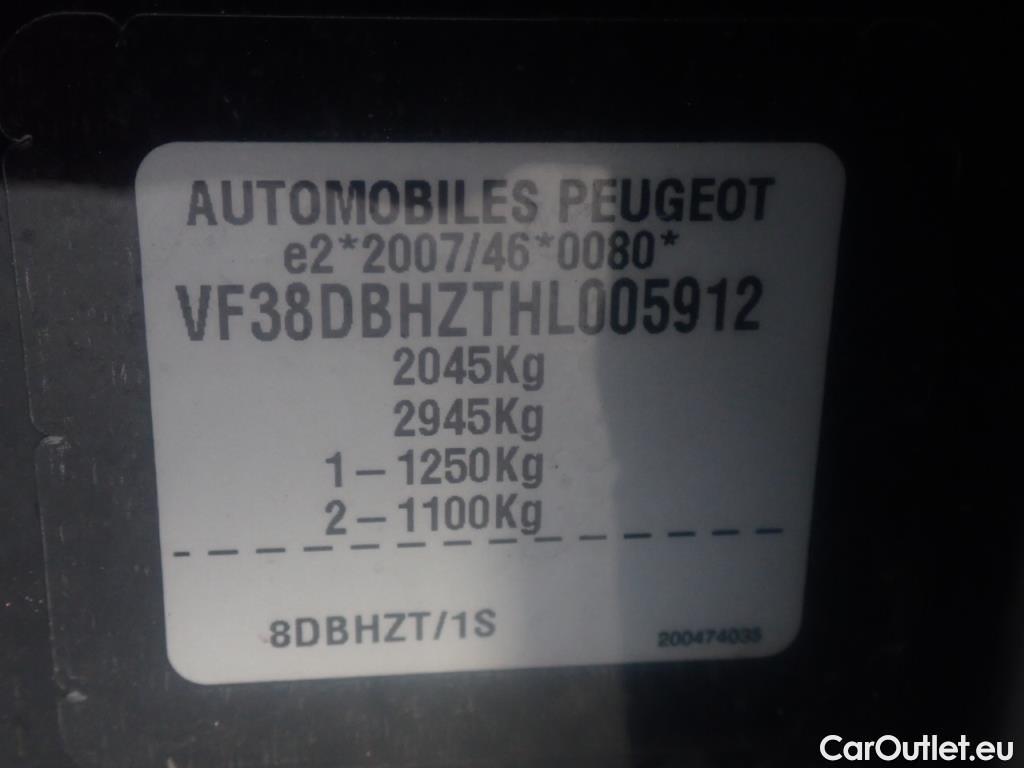 AUTOMOBILES PEUGEOT
e2*2007/46*0080*
VF38DBHZTHL005912
2045Kg
2945Kg
1–1250Kg
2–1100Kg
8DBHZT/1S
200474035
CarOutlet.eu